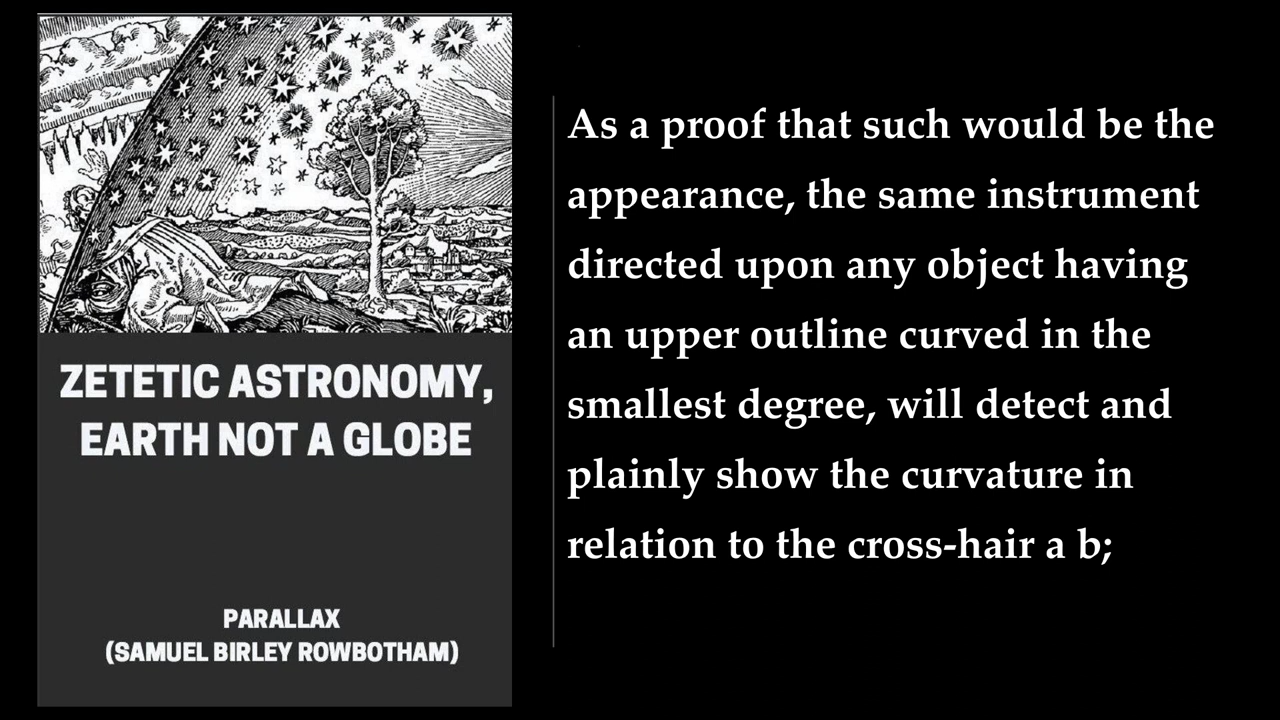 ZETETIC ASTRONOMY,
EARTH NOT A GLOBE
PARALLAX
(SAMUEL BIRLEY ROWBOTHAM)
As a proof that such would be the
appearance, the same instrument
directed upon any object having
an upper outline curved in the
smallest degree, will detect and
plainly show the curvature in
relation to the cross-hair a b;